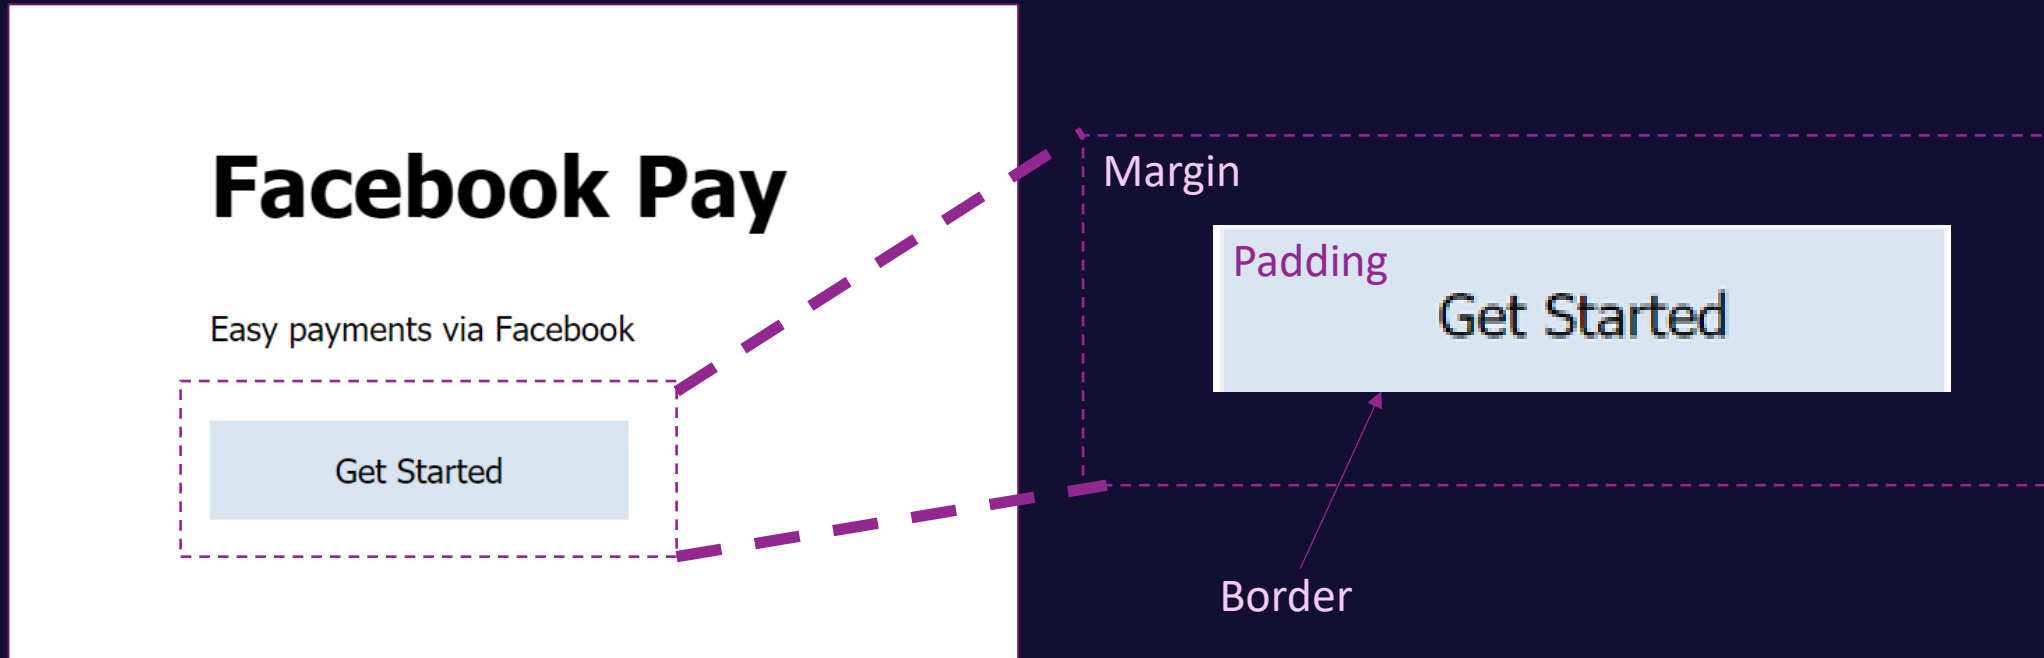 Facebook Pay
Easy payments via Facebook
Get Started
Margin
Padding
Get Started
Border